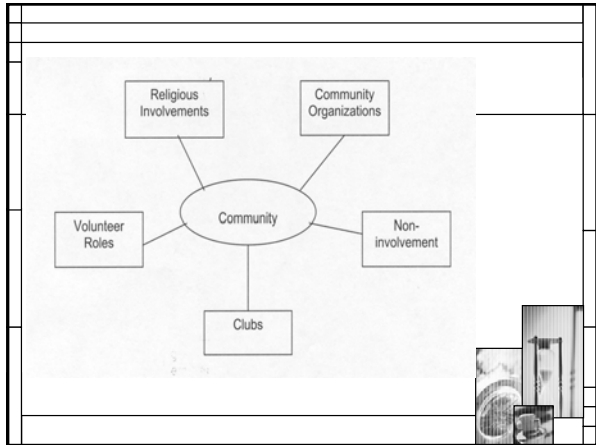 Religious
Involvements
Community
Organizations
Community
Volunteer
Roles
Non-
involvement
Clubs